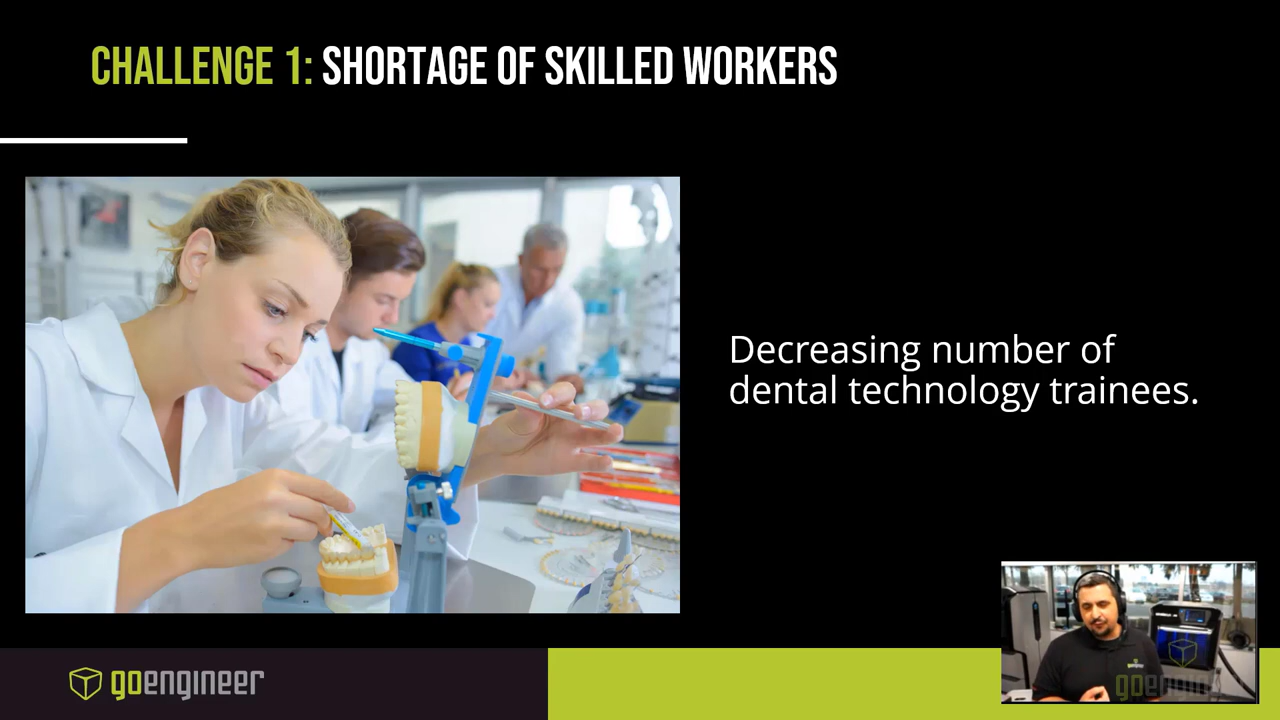 CHALLENGE 1: SHORTAGE OF SKILLED WORKERS
Decreasing number of
dental technology trainees.
goengineer